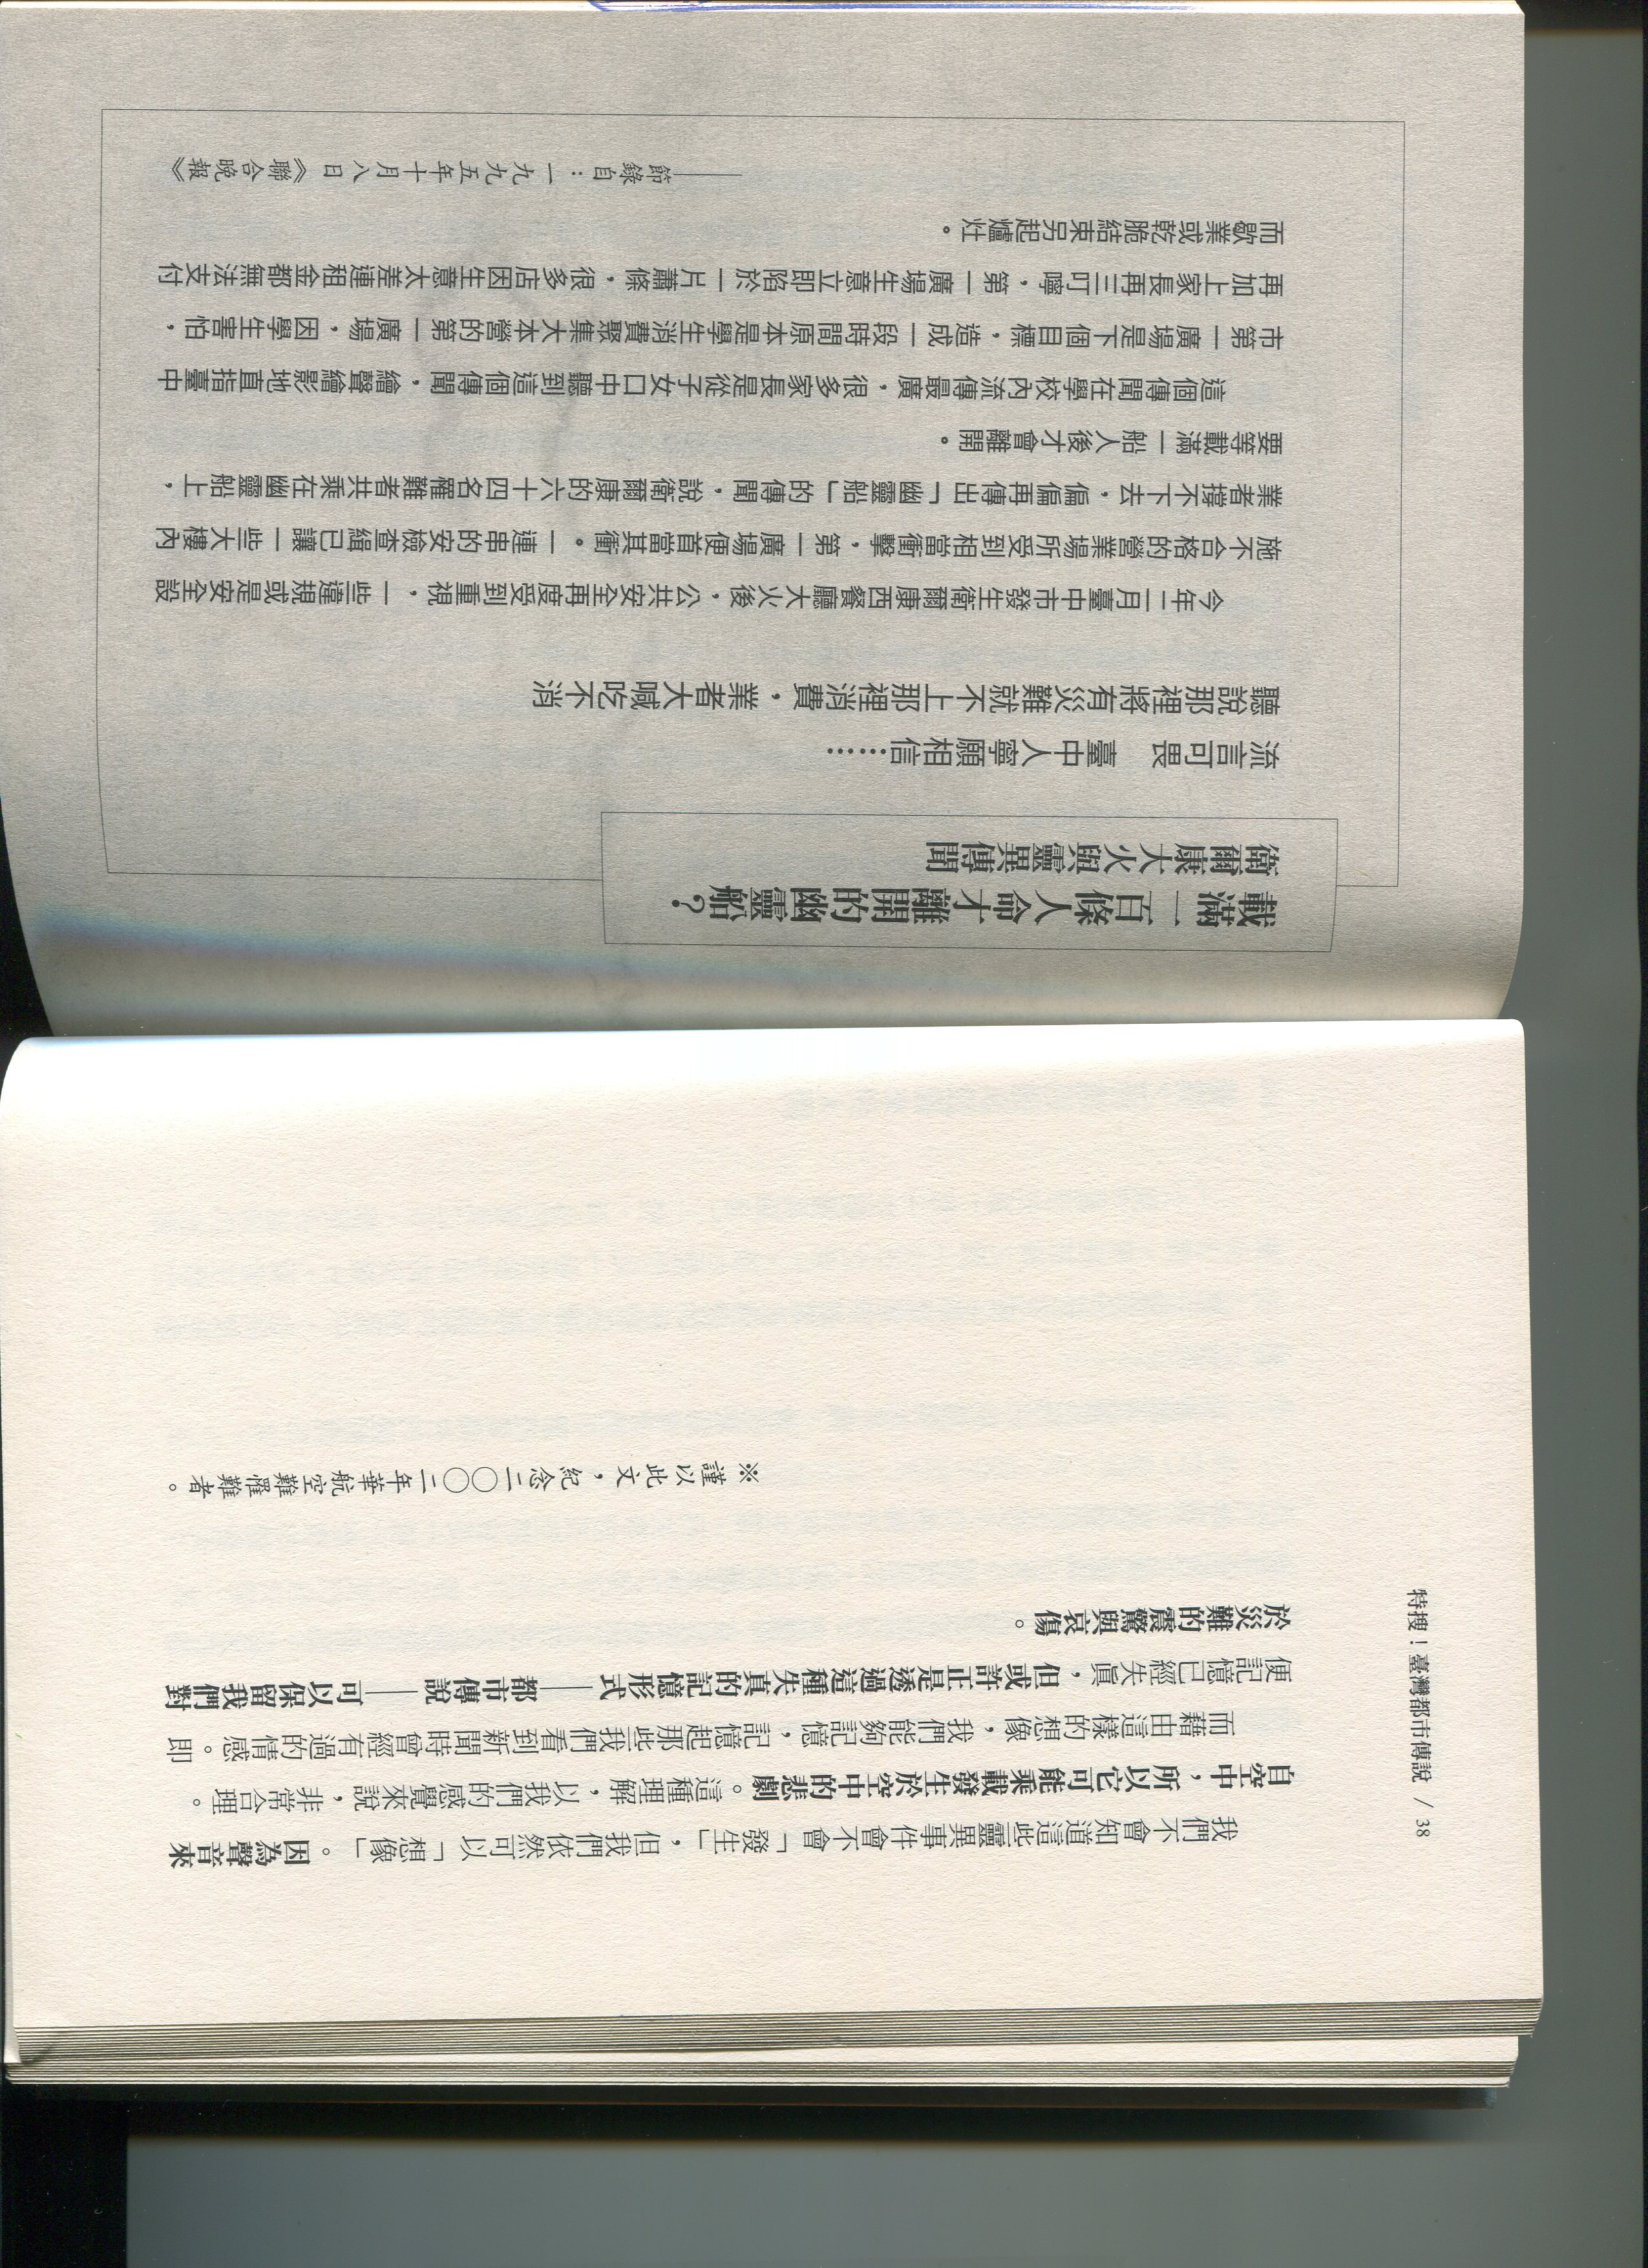 特搜！臺灣都市傳說 / 38
我們不會知道這些靈異事件會不會「發生」，但我們依然可以「想像」。因為聲音來
自空中，所以它可能乘載發生於空中的悲劇。這種理解，以我們的感覺來說，非常合理。
而藉由這樣的想像，我們能夠記憶，記憶起那些我們看到新聞時曾經有過的情感。即
便記憶已經失眞，但或許正是透過這種失真的記憶形式——都市傳說——可以保留我們對
於災難的震驚與哀傷。
※謹以此文，紀念二〇〇二年華航空難罹難者。
載滿一百條人命才離開的幽靈船？
衛爾康大火與靈異傳聞
流言可畏　臺中人寧願相信……
聽說那裡將有災難就不上那裡消費，業者大喊吃不消
今年二月臺中市發生衛爾康西餐廳大火後，公共安全再度受到重視，一些違規或是安全設
施不合格的營業場所受到相當衝擊，第一廣場便首當其衝。一連串的安檢查緝已讓一些大樓內
業者撐不下去，偏偏再傳出「幽靈船」的傳聞，說衛爾康的六十四名罹難者共乘在幽靈船上，
要等載滿一船人後才會離開。
這個傳聞在學校內流傳最廣，很多家長是從子女口中聽到這個傳聞，繪聲繪影地直指臺中
市第一廣場是下個目標，造成一段時間原本是學生消費聚集大本營的第一廣場，因學生害怕，
再加上家長再三叮嚀，第一廣場生意立即陷於一片蕭條，很多店因生意太差連租金都無法支付
而歇業或乾脆結束另起爐灶。
——節錄自：一九九五年十月八日《聯合晚報》